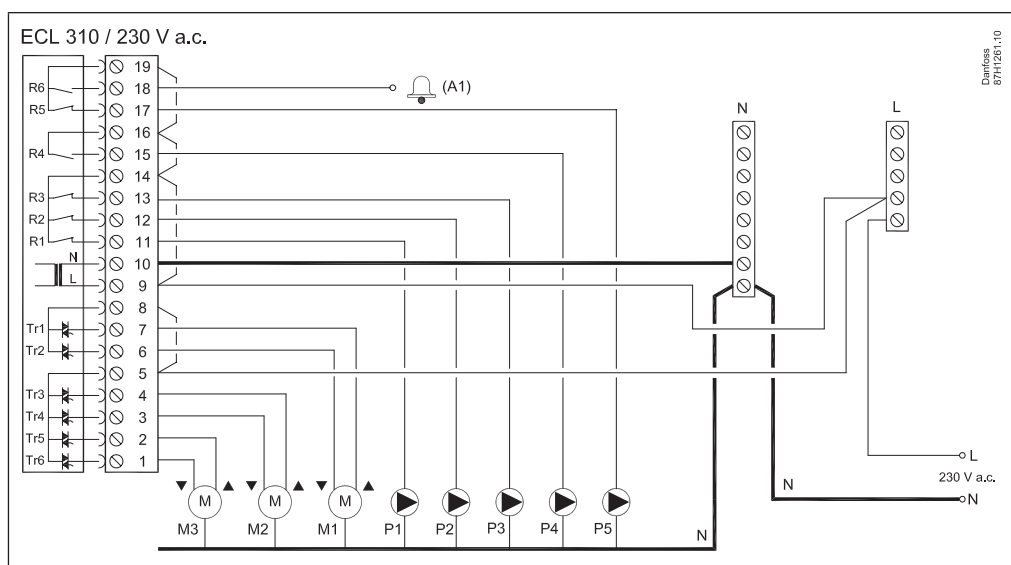 ECL 310 / 230 V a.c.
Danfoss
87H1261.10
19
R6 18 (A1)
R5 17
16
R4 15
14
R3 13
R2 12
R1 11
N 10
L 9
8
Tr1 7
Tr2 6
5
Tr3 4
Tr4 3
Tr5 2
Tr6 1
N L
L
230 V a.c.
N N
M M M
M3 M2 M1 P1 P2 P3 P4 P5 N